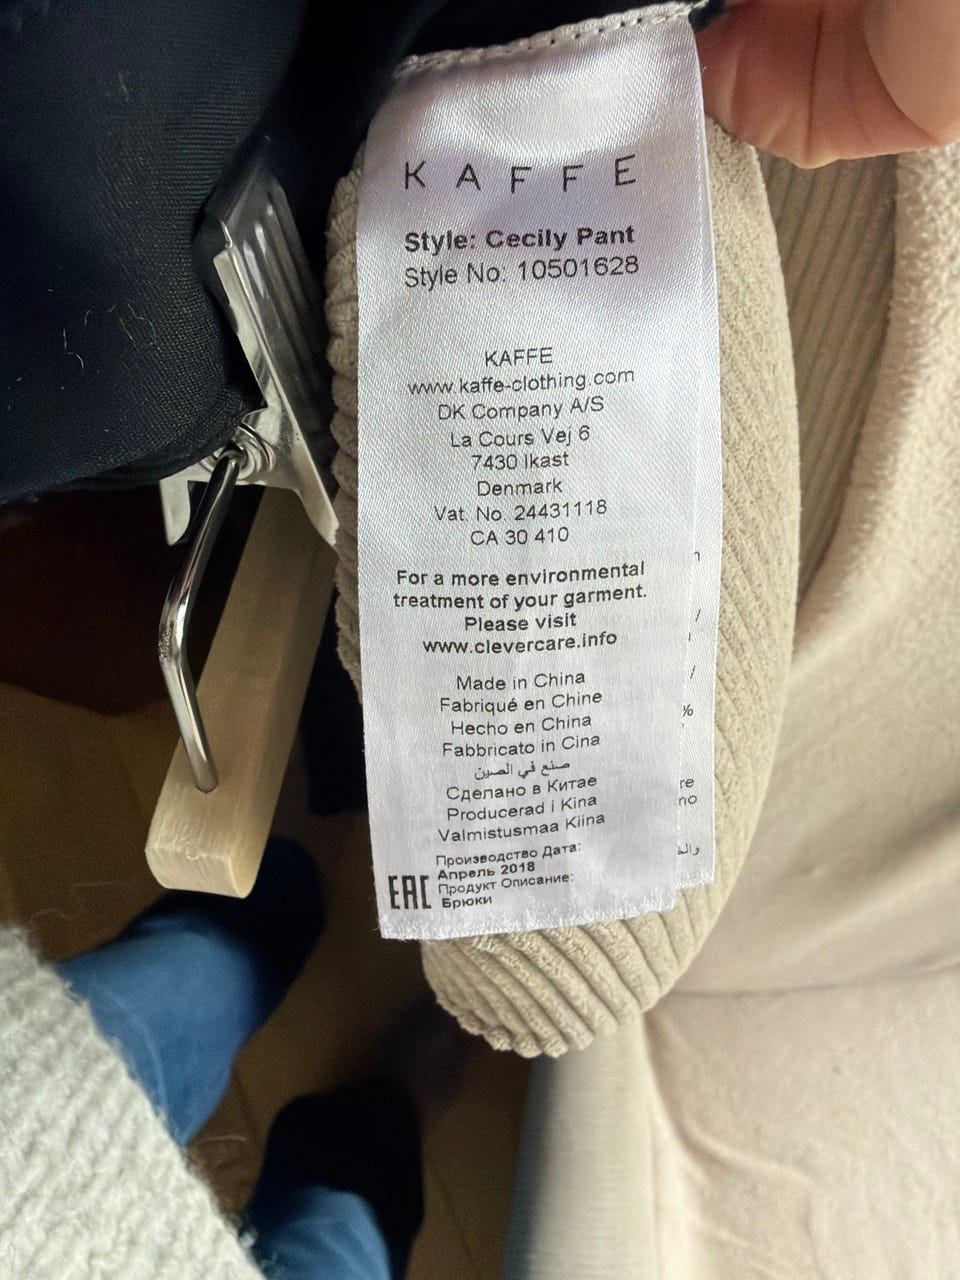 KAFFE
Style: Cecily Pant
Style No: 10501628
KAFFE
www.kaffe-clothing.com
DK Company A/S
La Cours Vej 6
7430 Ikast
Denmark
Vat. No. 24431118
CA 30 410
For a more environmental
treatment of your garment.
Please visit
www.clevercare.info
Made in China
Fabriqué en Chine
Hecho en China
Fabbricato in Cina
صنع في الصين
Сделано в Китае
Producerad i Kina
Valmistusmaa Kiina
Производство Дата:
Апрель 2018
Продукт Описание:
Брюки
EAC